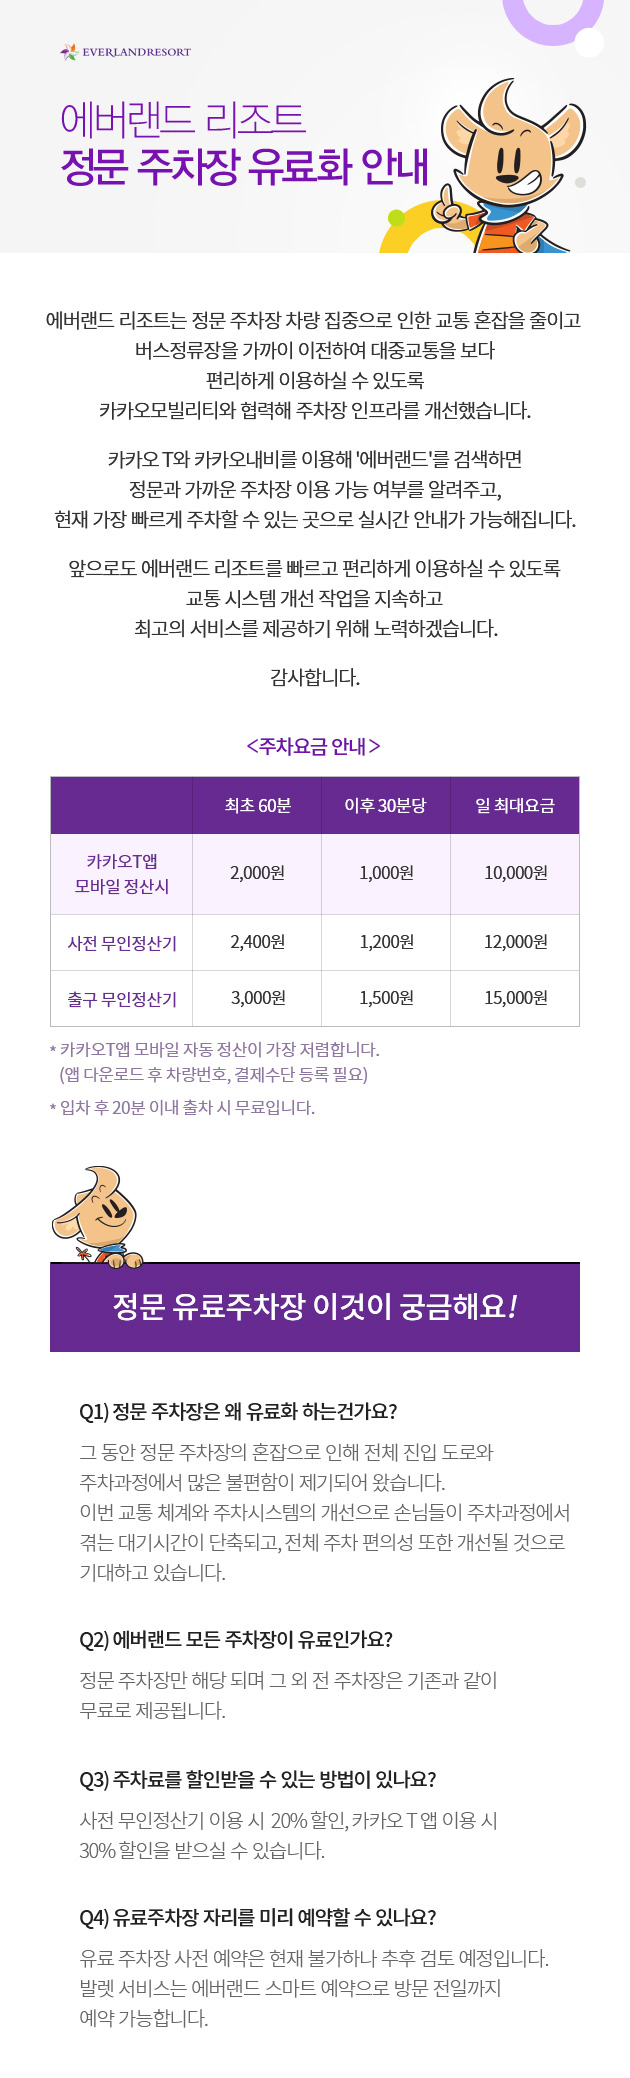 EVERLANDRESORT
에버랜드 리조트
정문 주차장 유료화 안내
에버랜드 리조트는 정문 주차장 차량 집중으로 인한 교통 혼잡을 줄이고
버스정류장을 가까이 이전하여 대중교통을 보다
편리하게 이용하실 수 있도록
카카오모빌리티와 협력해 주차장 인프라를 개선했습니다.
카카오 T와 카카오내비를 이용해 '에버랜드'를 검색하면
정문과 가까운 주차장 이용 가능 여부를 알려주고,
현재 가장 빠르게 주차할 수 있는 곳으로 실시간 안내가 가능해집니다.
앞으로도 에버랜드 리조트를 빠르고 편리하게 이용하실 수 있도록
교통 시스템 개선 작업을 지속하고
최고의 서비스를 제공하기 위해 노력하겠습니다.
감사합니다.
<주차요금 안내>
최초 60분 이후 30분당 일 최대요금
카카오T앱
모바일 정산시 2,000원 1,000원 10,000원
사전 무인정산기 2,400원 1,200원 12,000원
출구 무인정산기 3,000원 1,500원 15,000원
* 카카오T앱 모바일 자동 정산이 가장 저렴합니다.
(앱 다운로드 후 차량번호, 결제수단 등록 필요)
* 입차 후 20분 이내 출차 시 무료입니다.
정문 유료주차장 이것이 궁금해요!
Q1) 정문 주차장은 왜 유료화 하는건가요?
그 동안 정문 주차장의 혼잡으로 인해 전체 진입 도로와
주차과정에서 많은 불편함이 제기되어 왔습니다.
이번 교통 체계와 주차시스템의 개선으로 손님들이 주차과정에서
겪는 대기시간이 단축되고, 전체 주차 편의성 또한 개선될 것으로
기대하고 있습니다.
Q2) 에버랜드 모든 주차장이 유료인가요?
정문 주차장만 해당 되며 그 외 전 주차장은 기존과 같이
무료로 제공됩니다.
Q3) 주차료를 할인받을 수 있는 방법이 있나요?
사전 무인정산기 이용 시 20% 할인, 카카오 T 앱 이용 시
30% 할인을 받으실 수 있습니다.
Q4) 유료주차장 자리를 미리 예약할 수 있나요?
유료 주차장 사전 예약은 현재 불가하나 추후 검토 예정입니다.
발렛 서비스는 에버랜드 스마트 예약으로 방문 전일까지
예약 가능합니다.